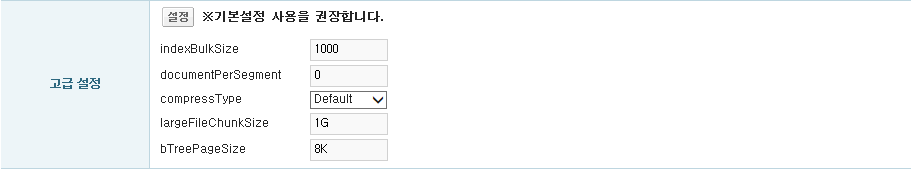 설정 ※기본설정 사용을 권장합니다.
indexBulkSize 1000
documentPerSegment 0
고급 설정
compressType Default
largeFileChunkSize 1G
bTreePageSize 8K